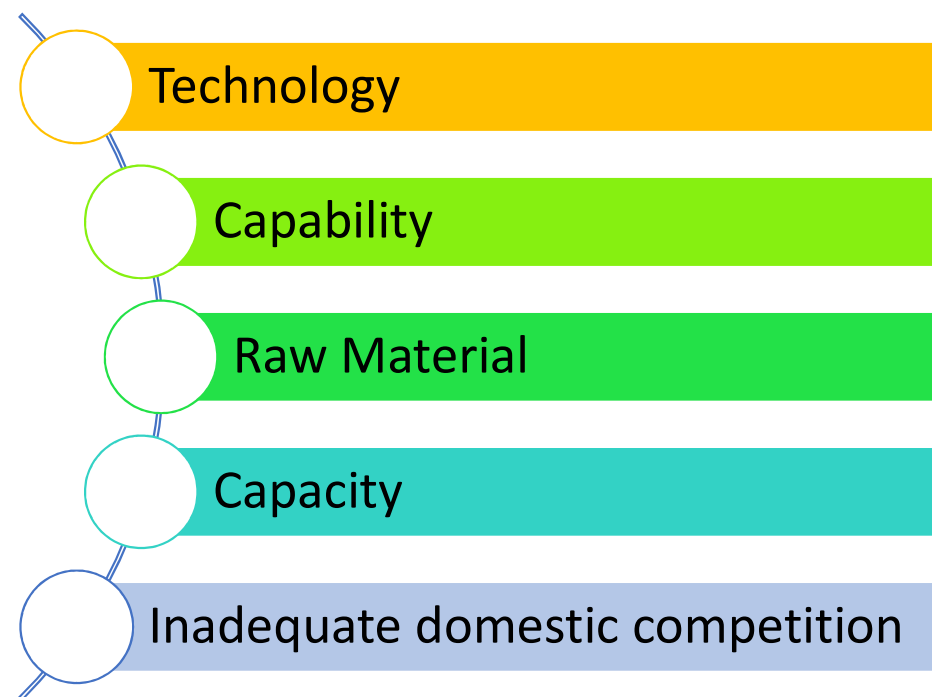 Technology
Capability
Raw Material
Capacity
Inadequate domestic competition